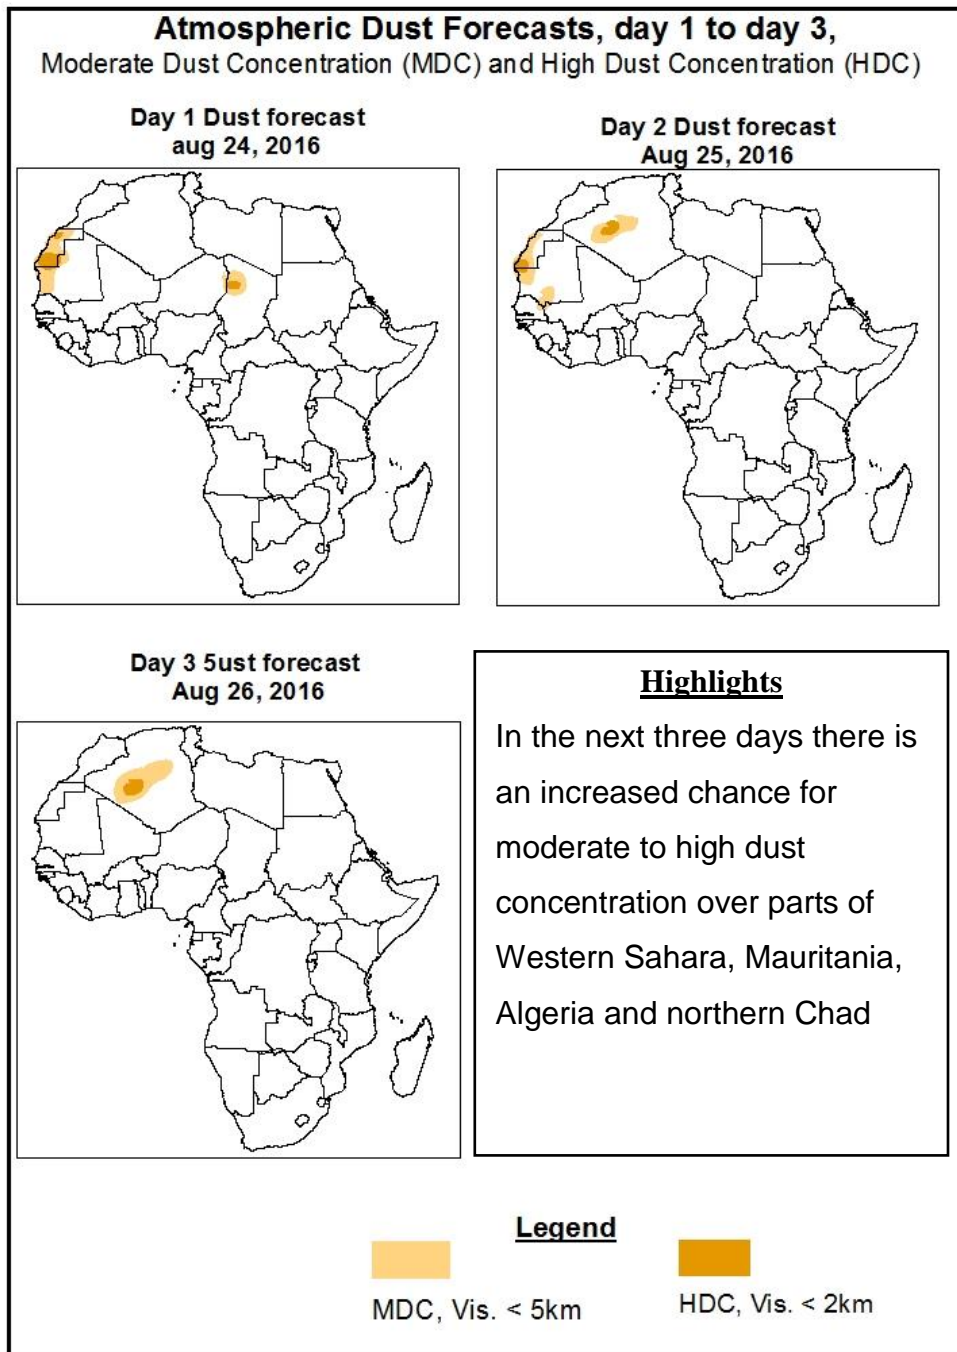 Atmospheric Dust Forecasts, day 1 to day 3,
Moderate Dust Concentration (MDC) and High Dust Concentration (HDC)
Day 1 Dust forecast
aug 24, 2016
Day 2 Dust forecast
Aug 25, 2016
Day 3 5ust forecast
Aug 26, 2016
Highlights
In the next three days there is
an increased chance for
moderate to high dust
concentration over parts of
Western Sahara, Mauritania,
Algeria and northern Chad
Legend
MDC, Vis. < 5km
HDC, Vis. < 2km